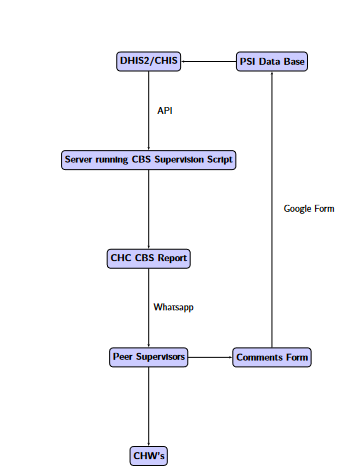 DHIS2/CHIS
PSI Data Base
API
Server running CBS Supervision Script
Google Form
CHC CBS Report
Whatsapp
Peer Supervisors
Comments Form
CHW's